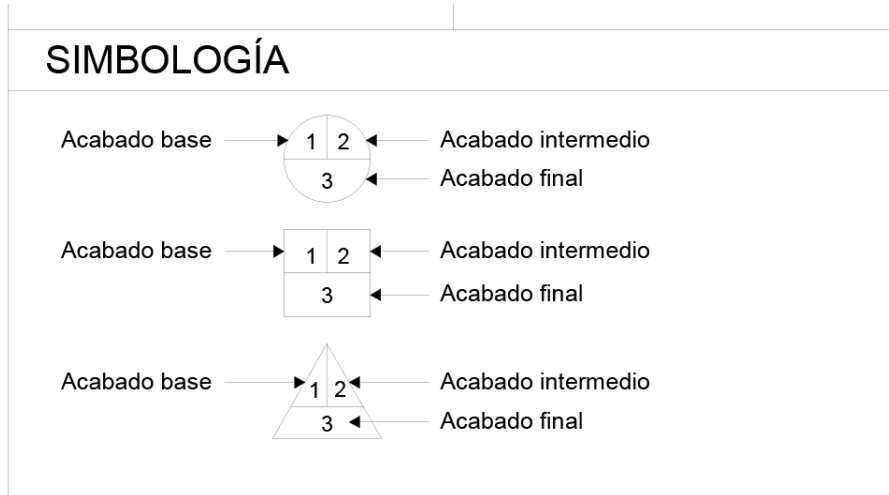 SIMBOLOGÍA
Acabado base 1 2 Acabado intermedio
3 Acabado final
Acabado base 1 2 Acabado intermedio
3 Acabado final
Acabado base 1 2 Acabado intermedio
3 Acabado final